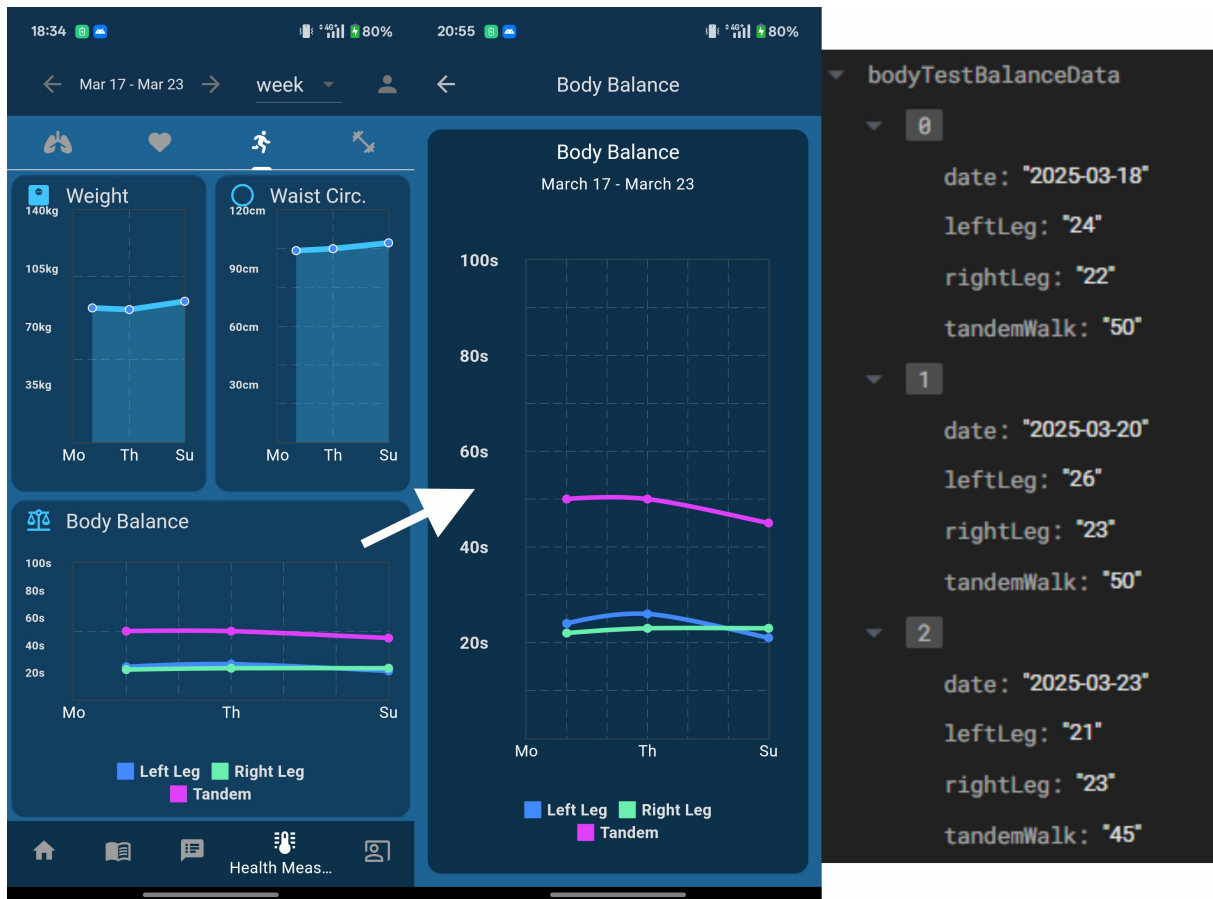 18:34
4G+
80%
Mar 17 - Mar 23
week
Weight
140kg
105kg
70kg
35kg
Mo Th Su
Waist Circ.
120cm
90cm
60cm
30cm
Mo Th Su
Body Balance
100s
80s
60s
40s
20s
Mo Th Su
Left Leg Right Leg
Tandem
Health Meas...
20:55
4G+
80%
Body Balance
Body Balance
March 17 - March 23
100s
80s
60s
40s
20s
Mo Th Su
Left Leg Right Leg
Tandem
bodyTestBalanceData
0
date: "2025-03-18"
leftLeg: "24"
rightLeg: "22"
tandemWalk: "50"
1
date: "2025-03-20"
leftLeg: "26"
rightLeg: "23"
tandemWalk: "50"
2
date: "2025-03-23"
leftLeg: "21"
rightLeg: "23"
tandemWalk: "45"